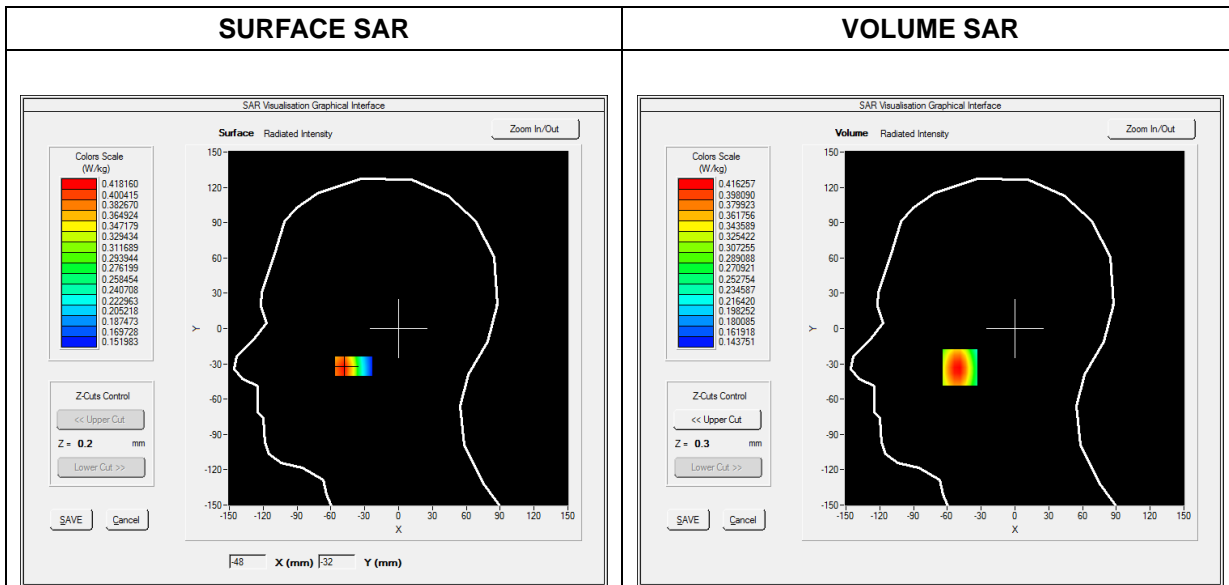 SURFACE SAR
VOLUME SAR
SAR Visualisation Graphical Interface
Surface Radiated Intensity
Zoom In/Out
Colors Scale
(W/kg)
0.418160
0.400415
0.382670
0.364924
0.347179
0.329434
0.311689
0.293944
0.276199
0.258454
0.240708
0.222963
0.205218
0.187473
0.169728
0.151983
Z-Cuts Control
<< Upper Cut
Z = 0.2 mm
Lower Cut >>
SAVE Cancel
150
120
90
60
30
0
-30
-60
-90
-120
-150
Y
-150 -120 -90 -60 -30 0 30 60 90 120 150
X
-48 X (mm) -32 Y (mm)
SAR Visualisation Graphical Interface
Volume Radiated Intensity
Zoom In/Out
Colors Scale
(W/kg)
0.416257
0.398090
0.379923
0.361756
0.343589
0.325422
0.307255
0.289088
0.270921
0.252754
0.234587
0.216420
0.198252
0.180085
0.161918
0.143751
Z-Cuts Control
<< Upper Cut
Z = 0.3 mm
Lower Cut >>
SAVE Cancel
150
120
90
60
30
0
-30
-60
-90
-120
-150
Y
-150 -120 -90 -60 -30 0 30 60 90 120 150
X